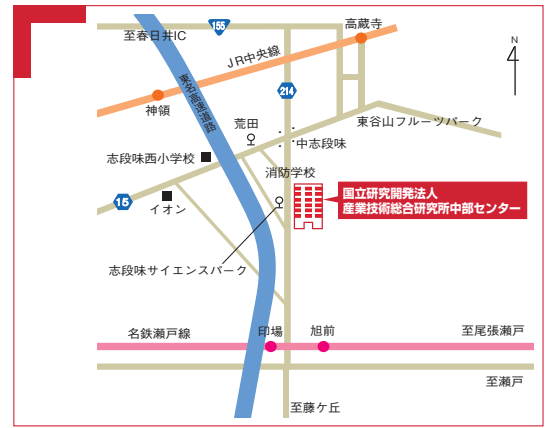 高蔵寺
155
至春日井IC
N
JR中央線
東名高速道路
214
神領
荒田
東谷山フルーツパーク
中志段味
志段味西小学校
消防学校
国立研究開発法人
産業技術総合研究所中部センター
15
イオン
志段味サイエンスパーク
名鉄瀬戸線
印場
旭前
至尾張瀬戸
至瀬戸
至藤ケ丘